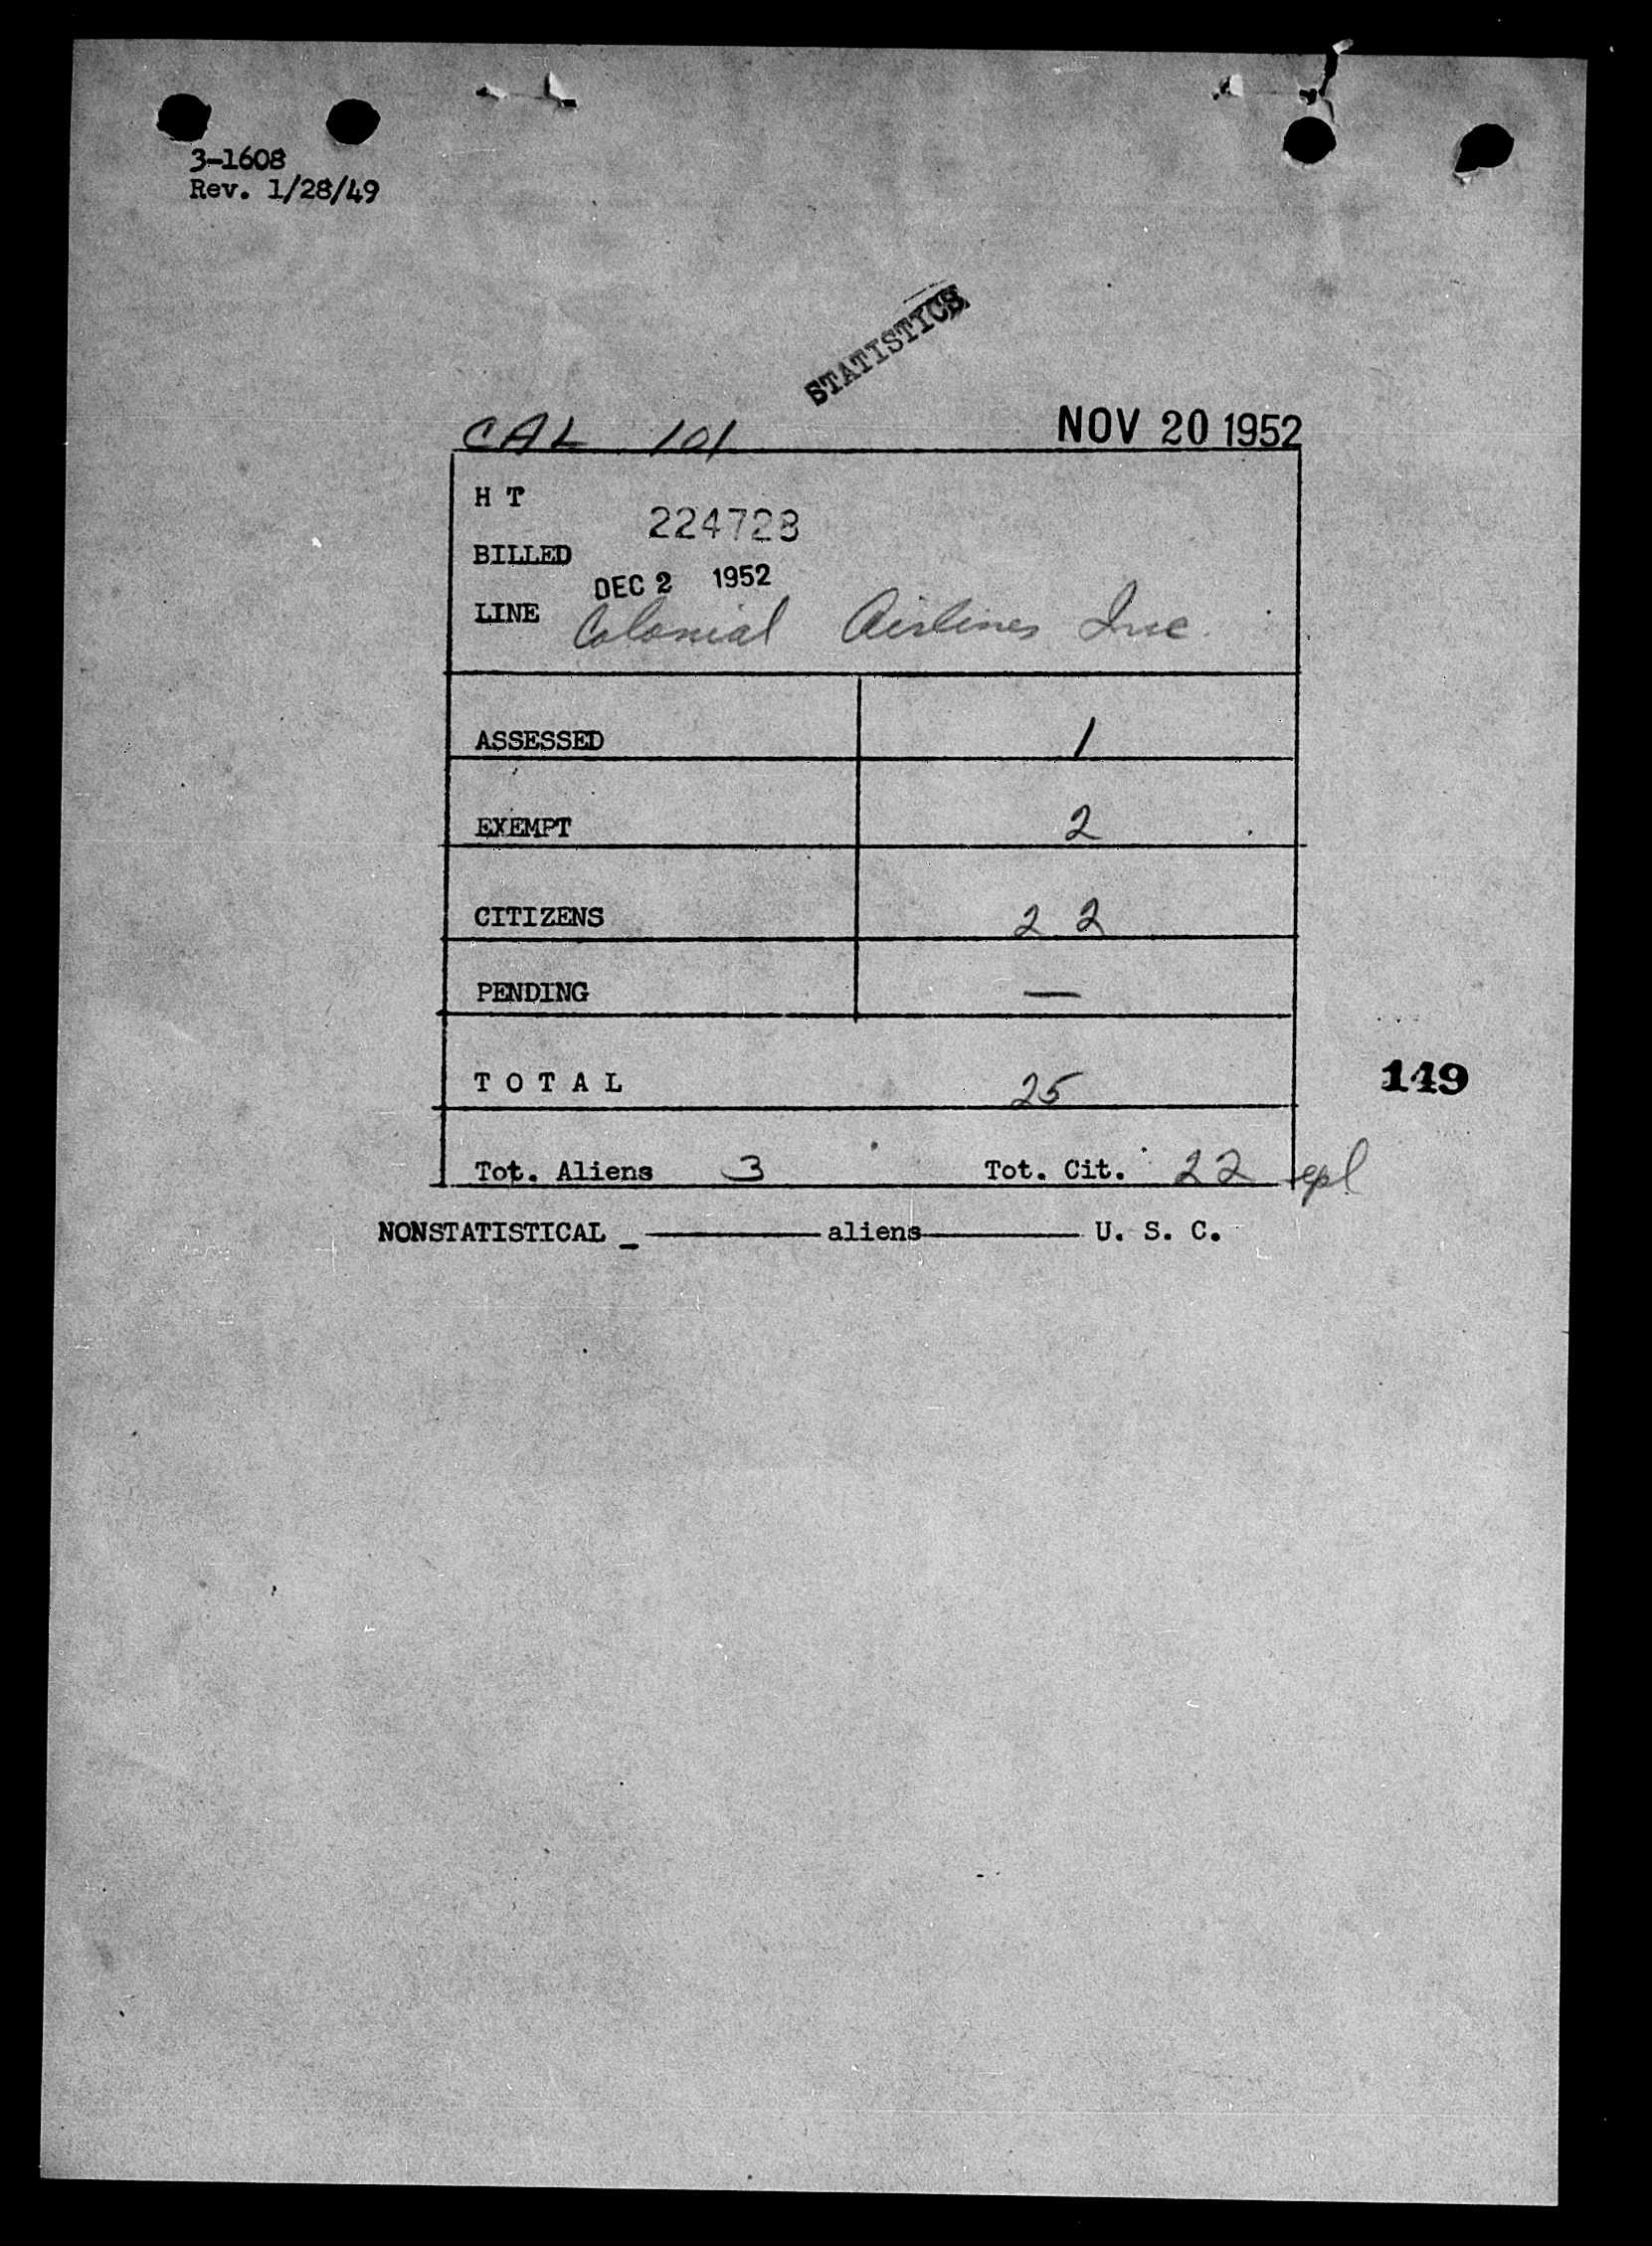 3-1608
Rev. 1/28/49
STATISTICS
CAL 101 NOV 20 1952
H T
224728
BILLED
DEC 2 1952
LINE Colonial Airlines Inc.
ASSESSED 1
EXEMPT 2
CITIZENS 22
PENDING —
TOTAL 25
149
Tot. Aliens 3 Tot. Cit. 22 epl
NONSTATISTICAL _ ———— aliens ———— U. S. C.